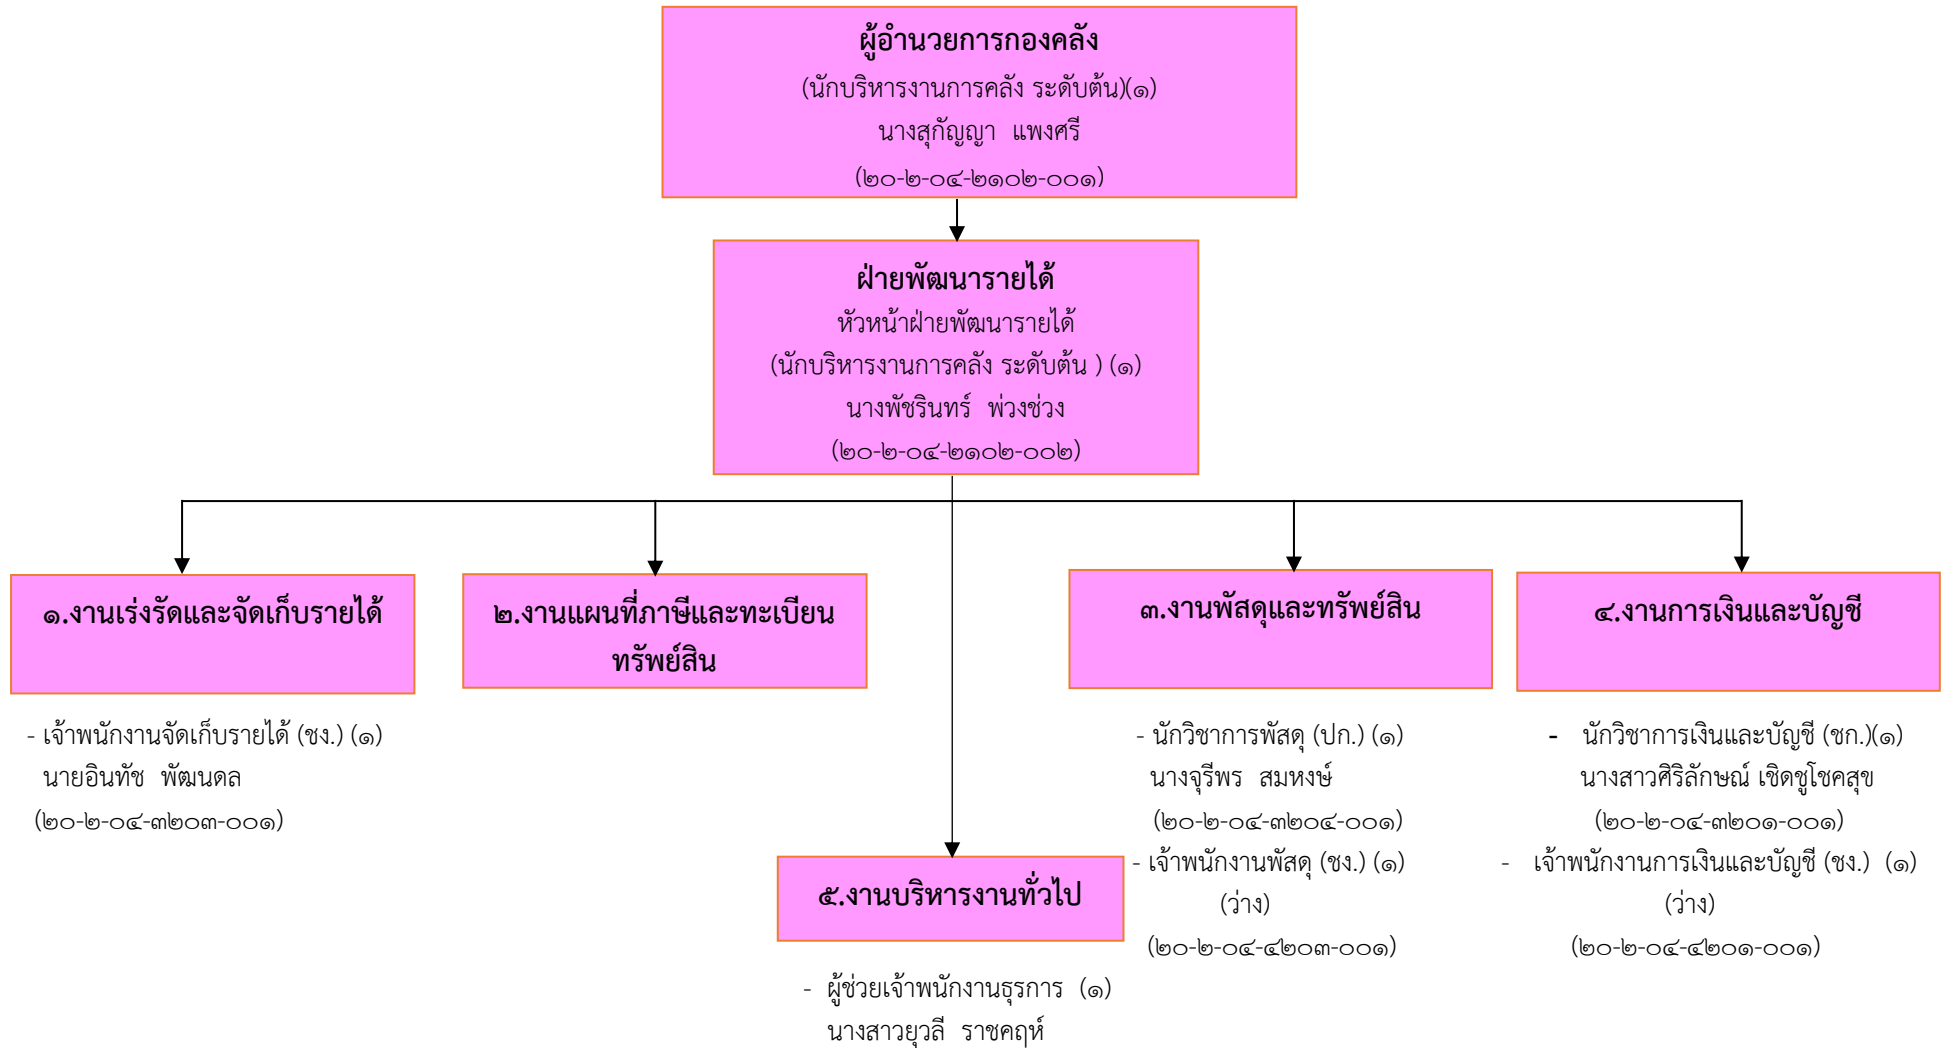 ผู้อำนวยการกองคลัง
(นักบริหารงานการคลัง ระดับต้น)(๑)
นางสุกัญญา แพงศรี
(๒๐-๒-๐๔-๒๑๐๒-๐๐๑)
ฝ่ายพัฒนารายได้
หัวหน้าฝ่ายพัฒนารายได้
(นักบริหารงานการคลัง ระดับต้น ) (๑)
นางพัชรินทร์ พ่วงช่วง
(๒๐-๒-๐๔-๒๑๐๒-๐๐๒)
๑.งานเร่งรัดและจัดเก็บรายได้
- เจ้าพนักงานจัดเก็บรายได้ (ชง.) (๑)
นายอินทัช พัฒนดล
(๒๐-๒-๐๔-๓๒๐๓-๐๐๑)
๒.งานแผนที่ภาษีและทะเบียน
ทรัพย์สิน
๓.งานพัสดุและทรัพย์สิน
- นักวิชาการพัสดุ (ปก.) (๑)
นางจุรีพร สมหงษ์
(๒๐-๒-๐๔-๓๒๐๔-๐๐๑)
- เจ้าพนักงานพัสดุ (ชง.) (๑)
(ว่าง)
(๒๐-๒-๐๔-๔๒๐๓-๐๐๑)
๔.งานการเงินและบัญชี
- นักวิชาการเงินและบัญชี (ชก.)(๑)
นางสาวศิริลักษณ์ เชิดชูโชคสุข
(๒๐-๒-๐๔-๓๒๐๑-๐๐๑)
- เจ้าพนักงานการเงินและบัญชี (ชง.) (๑)
(ว่าง)
(๒๐-๒-๐๔-๔๒๐๑-๐๐๑)
๕.งานบริหารงานทั่วไป
- ผู้ช่วยเจ้าพนักงานธุรการ (๑)
นางสาวยุวลี ราชคฤห์